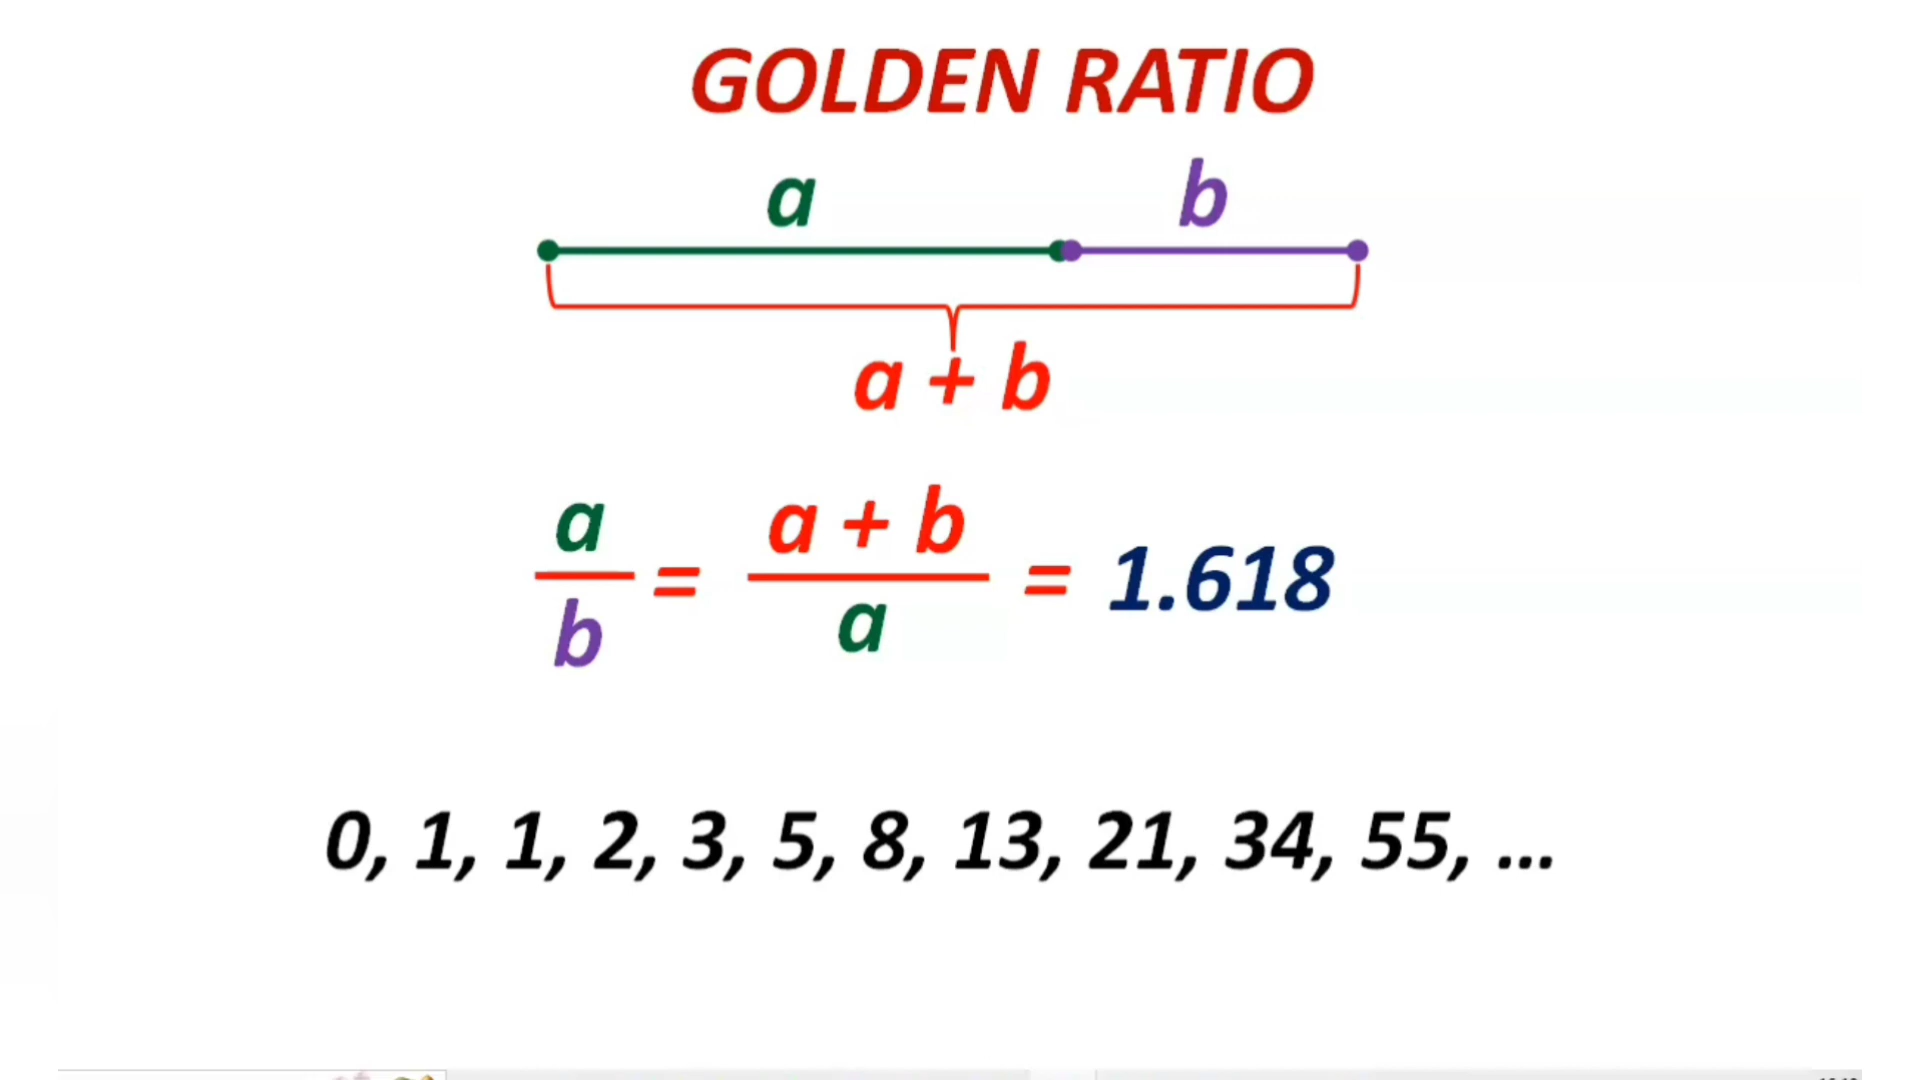 GOLDEN RATIO
a b
a + b
a/b = a + b/a = 1.618
0, 1, 1, 2, 3, 5, 8, 13, 21, 34, 55, ...